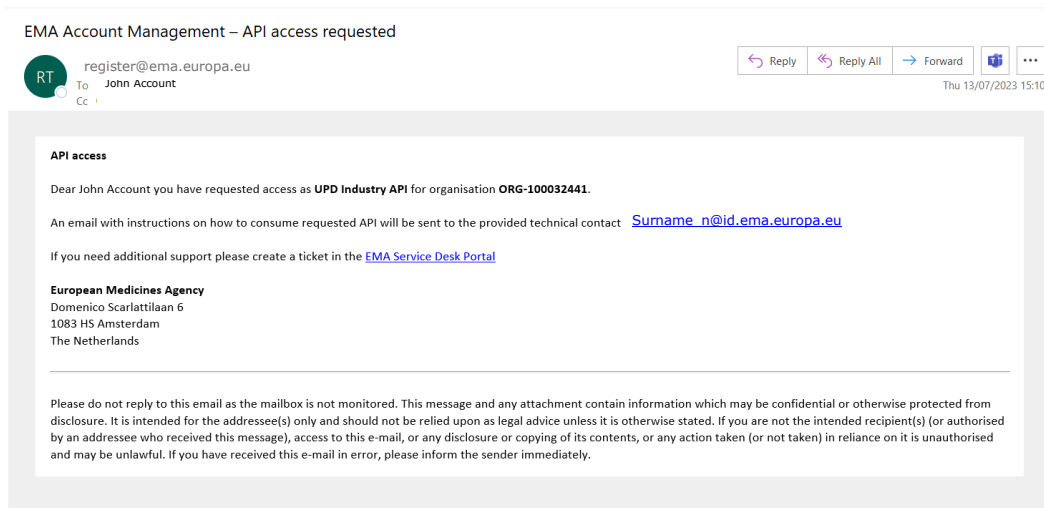 EMA Account Management – API access requested
RT
register@ema.europa.eu
To John Account
Cc
Reply
Reply All
Forward
Thu 13/07/2023 15:10
API access
Dear John Account you have requested access as UPD Industry API for organisation ORG-100032441.
An email with instructions on how to consume requested API will be sent to the provided technical contact Surname_n@id.ema.europa.eu
If you need additional support please create a ticket in the EMA Service Desk Portal
European Medicines Agency
Domenico Scarlattilaan 6
1083 HS Amsterdam
The Netherlands
Please do not reply to this email as the mailbox is not monitored. This message and any attachment contain information which may be confidential or otherwise protected from
disclosure. It is intended for the addressee(s) only and should not be relied upon as legal advice unless it is otherwise stated. If you are not the intended recipient(s) (or authorised
by an addressee who received this message), access to this e-mail, or any disclosure or copying of its contents, or any action taken (or not taken) in reliance on it is unauthorised
and may be unlawful. If you have received this e-mail in error, please inform the sender immediately.